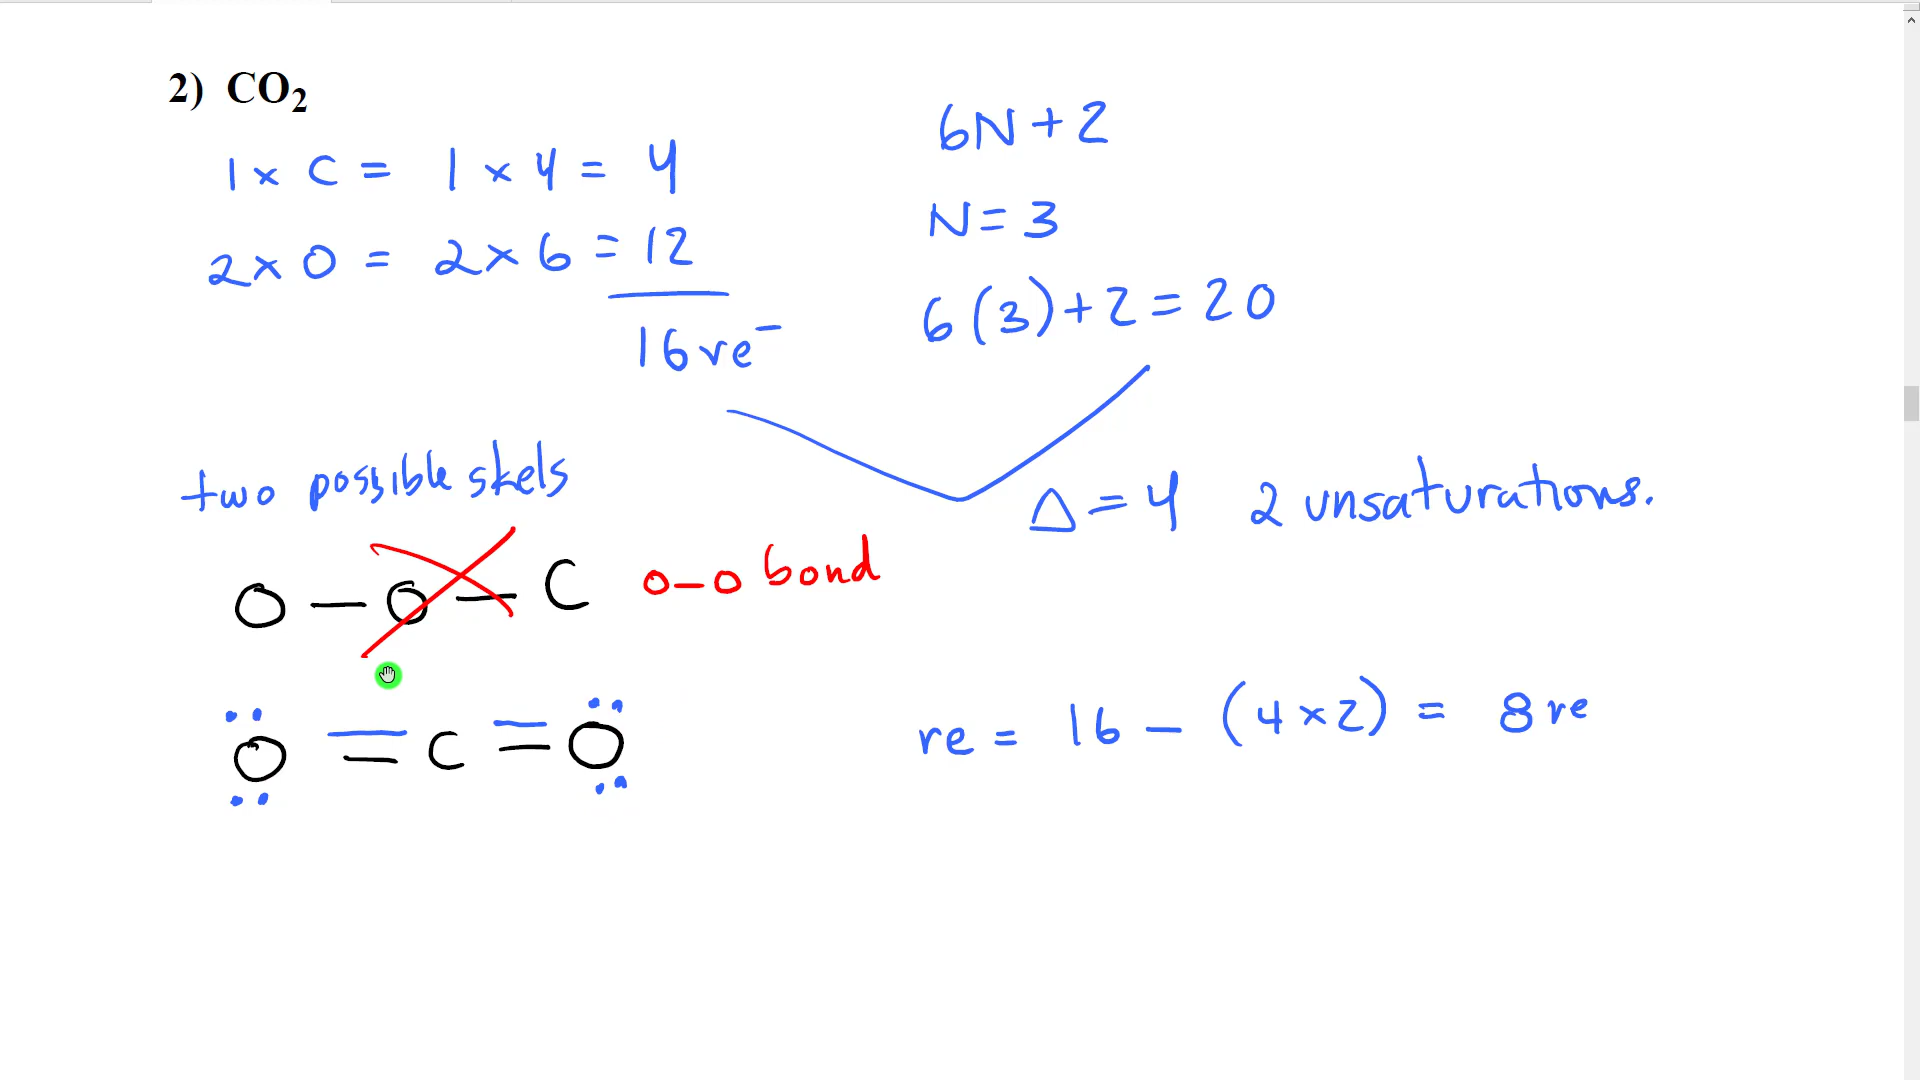 2) CO₂
1 x C = 1 x 4 = 4
2 x O = 2 x 6 = 12
16 ve⁻
6N + 2
N = 3
6(3) + 2 = 20
Δ = 4 2 unsaturations.
two possible skels
O - O - C O-O bond
O = C = O
re = 16 - (4 x 2) = 8 re